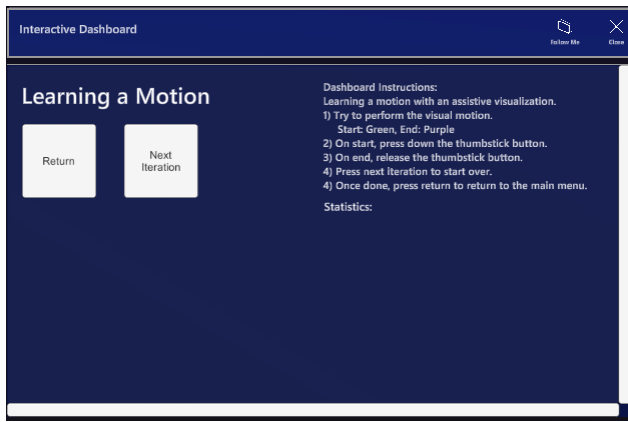 Interactive Dashboard
Follow Me
Close
Learning a Motion
Return
Next
Iteration
Dashboard Instructions:
Learning a motion with an assistive visualization.
1) Try to perform the visual motion.
Start: Green, End: Purple
2) On start, press down the thumbstick button.
3) On end, release the thumbstick button.
4) Press next iteration to start over.
4) Once done, press return to return to the main menu.
Statistics: